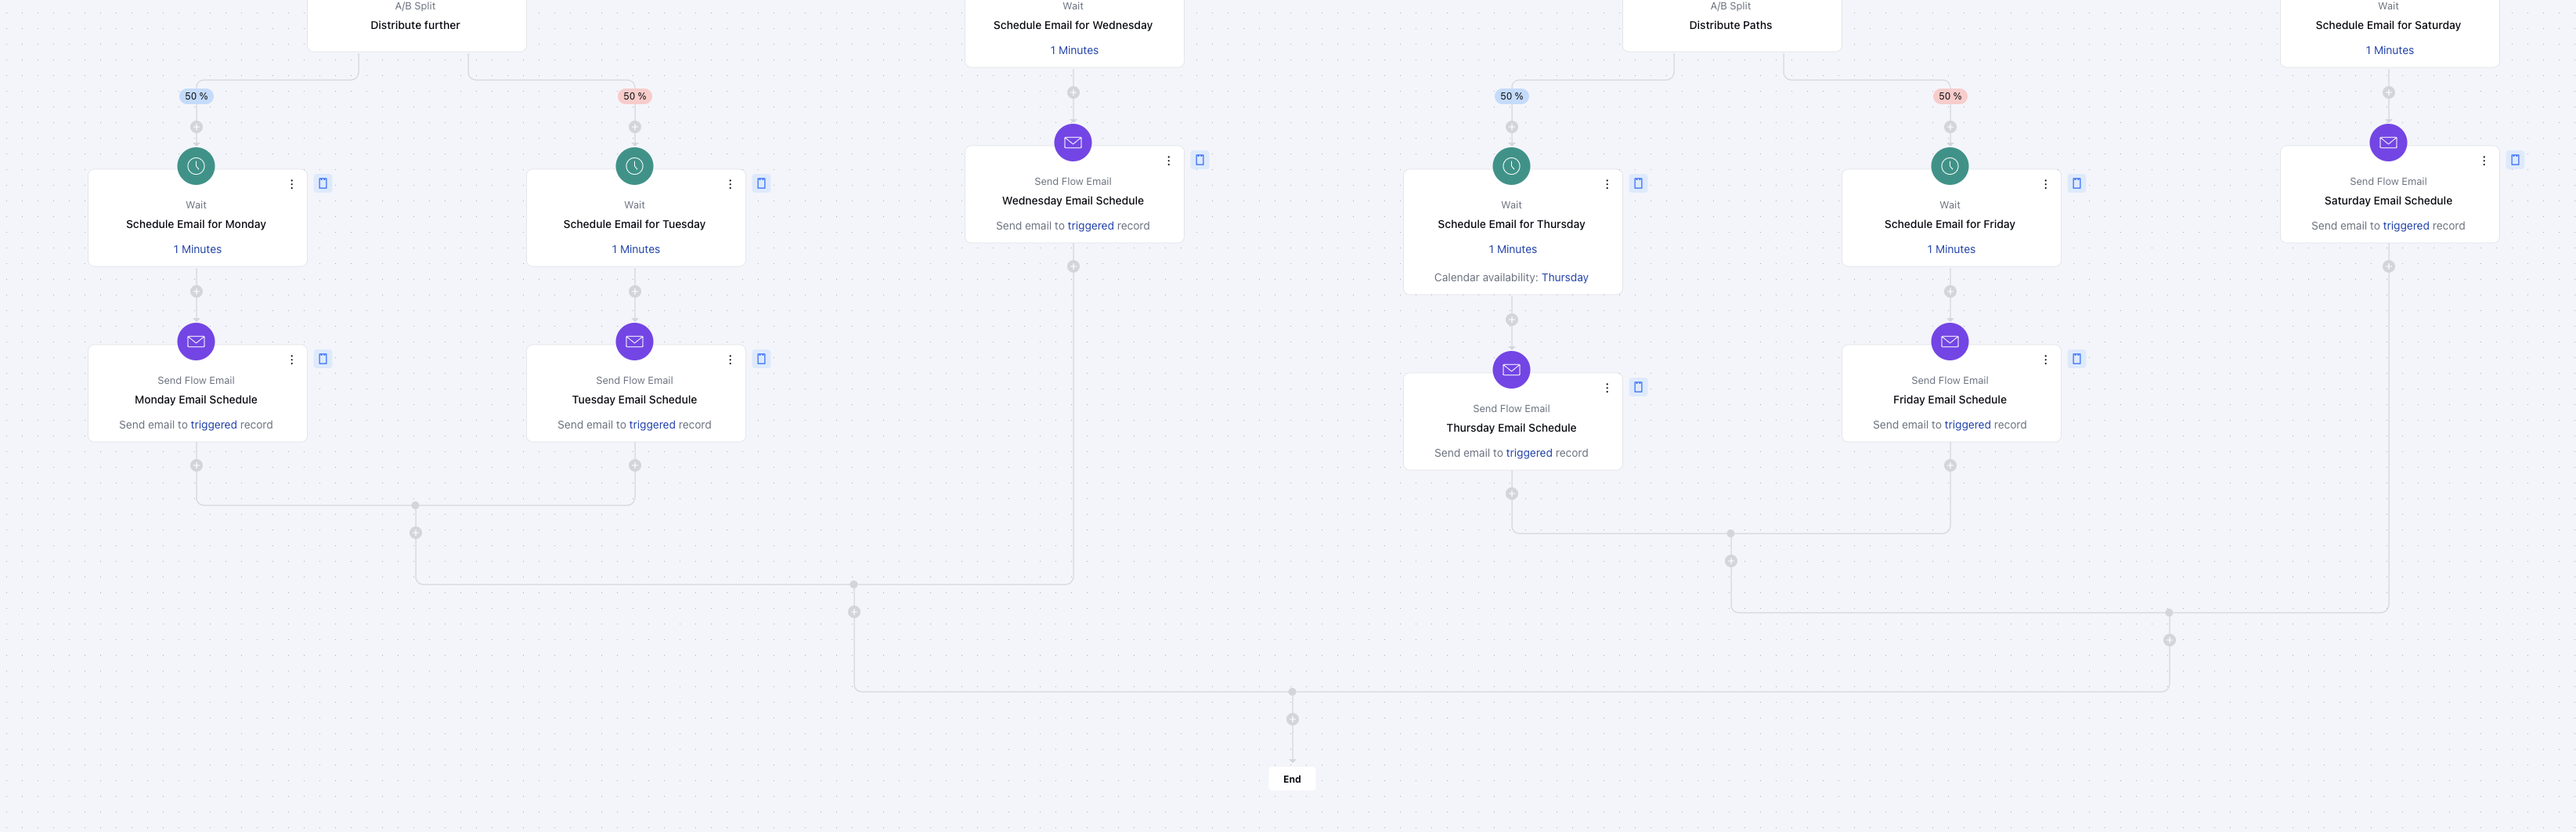 A/B Split
Distribute further
Wait
Schedule Email for Wednesday
1 Minutes
A/B Split
Distribute Paths
Wait
Schedule Email for Saturday
1 Minutes
50 %
50 %
50 %
50 %
Wait
Schedule Email for Monday
1 Minutes
Wait
Schedule Email for Tuesday
1 Minutes
Send Flow Email
Wednesday Email Schedule
Send email to triggered record
Wait
Schedule Email for Thursday
1 Minutes
Calendar availability: Thursday
Wait
Schedule Email for Friday
1 Minutes
Send Flow Email
Saturday Email Schedule
Send email to triggered record
Send Flow Email
Monday Email Schedule
Send email to triggered record
Send Flow Email
Tuesday Email Schedule
Send email to triggered record
Send Flow Email
Thursday Email Schedule
Send email to triggered record
Send Flow Email
Friday Email Schedule
Send email to triggered record
End